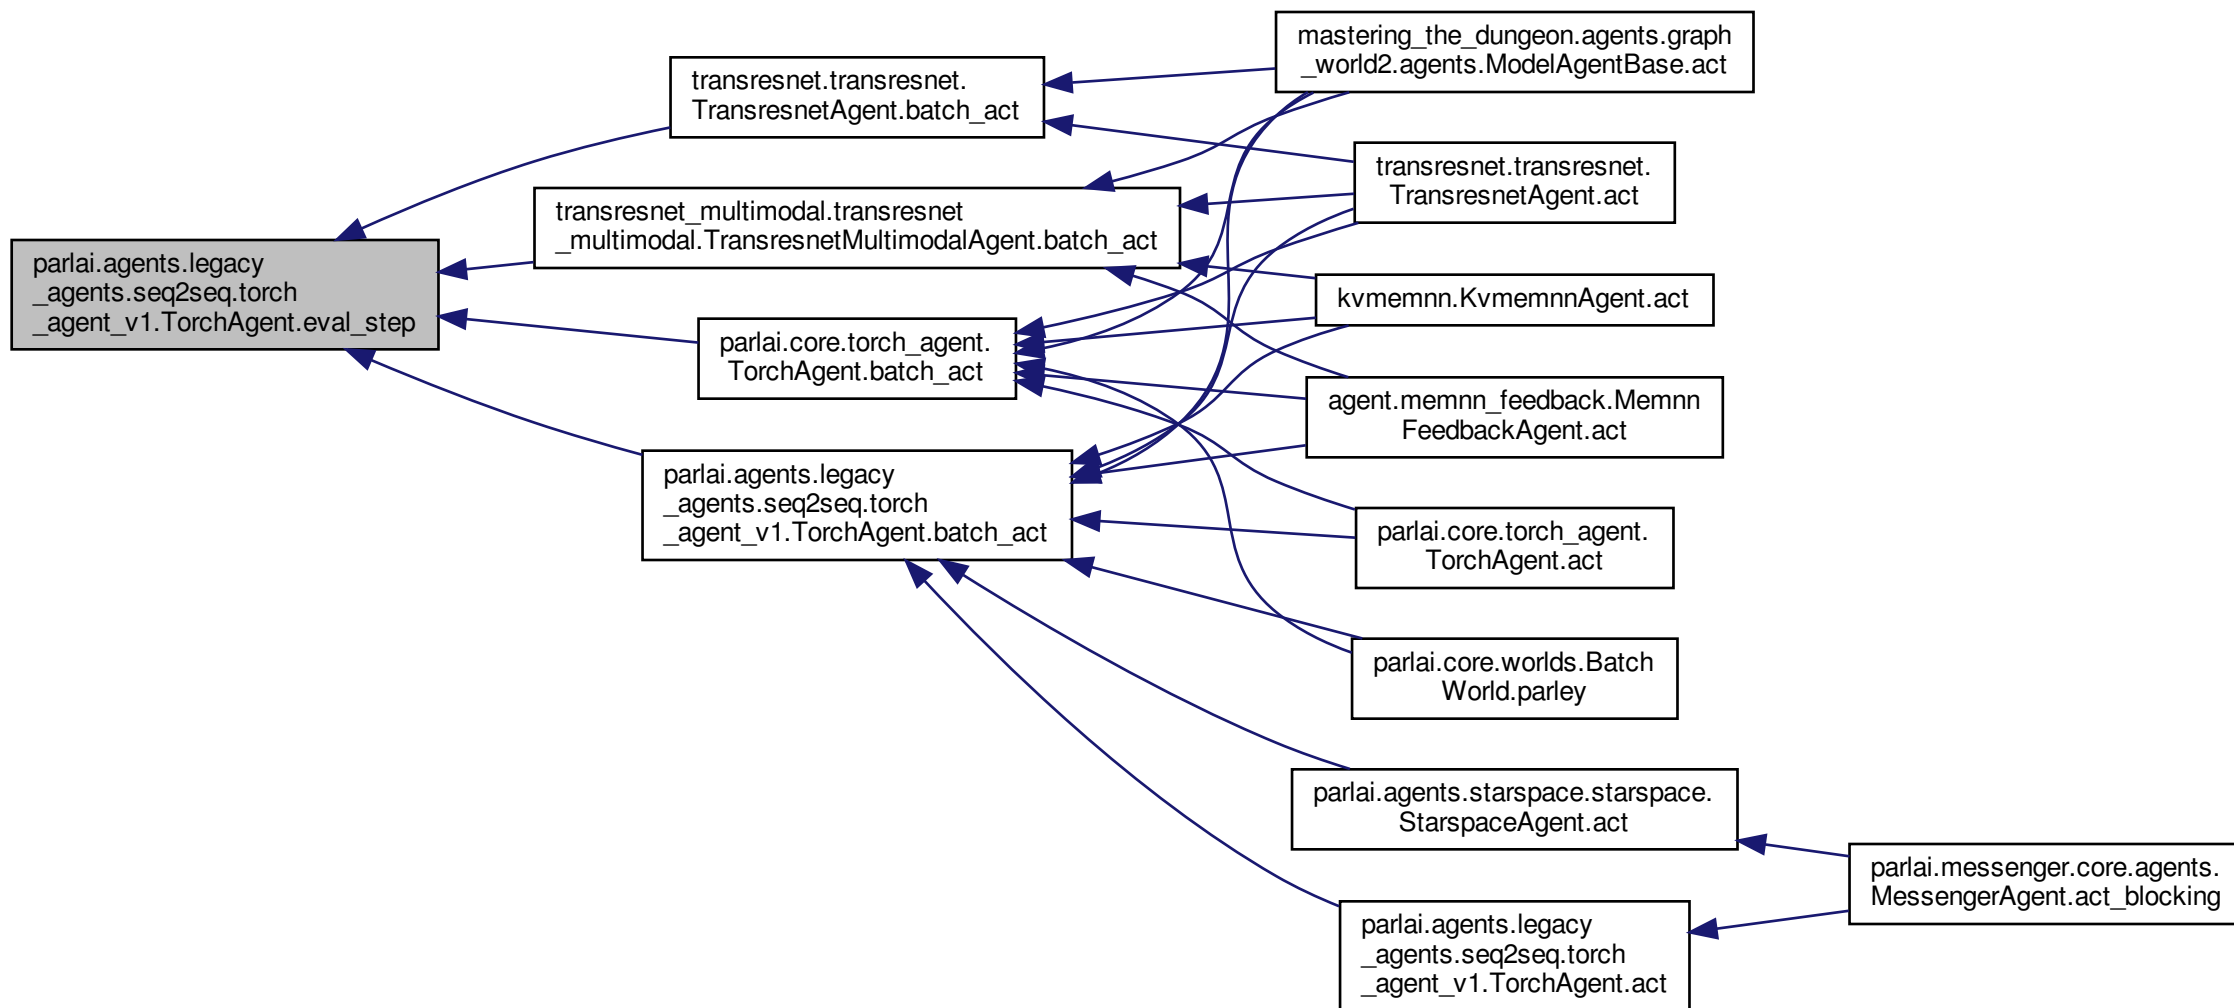 parlai.agents.legacy
_agents.seq2seq.torch
_agent_v1.TorchAgent.eval_step
transresnet.transresnet.
TransresnetAgent.batch_act
transresnet_multimodal.transresnet
_multimodal.TransresnetMultimodalAgent.batch_act
parlai.core.torch_agent.
TorchAgent.batch_act
parlai.agents.legacy
_agents.seq2seq.torch
_agent_v1.TorchAgent.batch_act
mastering_the_dungeon.agents.graph
_world2.agents.ModelAgentBase.act
transresnet.transresnet.
TransresnetAgent.act
kvmemnn.KvmemnnAgent.act
agent.memnn_feedback.Memnn
FeedbackAgent.act
parlai.core.torch_agent.
TorchAgent.act
parlai.core.worlds.Batch
World.parley
parlai.agents.starspace.starspace.
StarspaceAgent.act
parlai.agents.legacy
_agents.seq2seq.torch
_agent_v1.TorchAgent.act
parlai.messenger.core.agents.
MessengerAgent.act_blocking